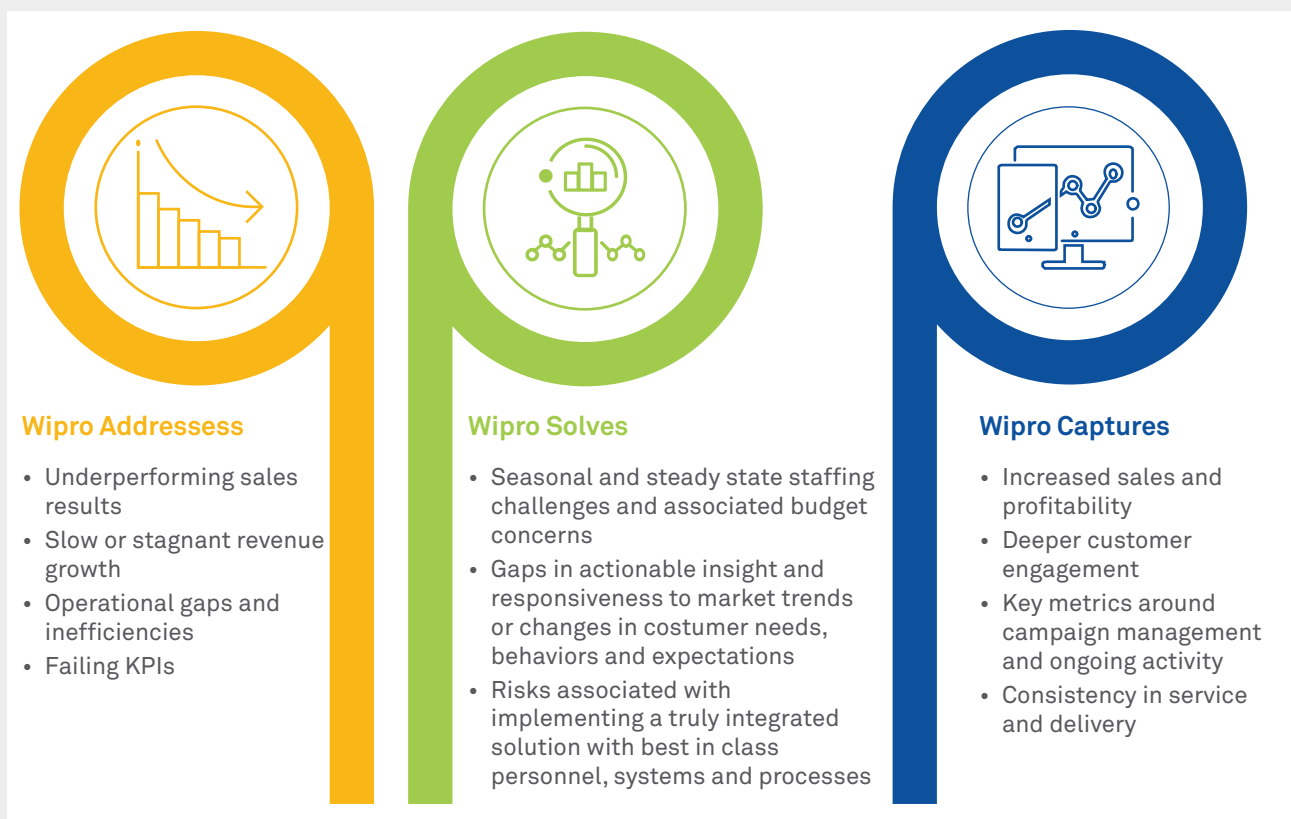 Wipro Addressess
• Underperforming sales
results
• Slow or stagnant revenue
growth
• Operational gaps and
inefficiencies
• Failing KPIs
Wipro Solves
• Seasonal and steady state staffing
challenges and associated budget
concerns
• Gaps in actionable insight and
responsiveness to market trends
or changes in costumer needs,
behaviors and expectations
• Risks associated with
implementing a truly integrated
solution with best in class
personnel, systems and processes
Wipro Captures
• Increased sales and
profitability
• Deeper customer
engagement
• Key metrics around
campaign management
and ongoing activity
• Consistency in service
and delivery